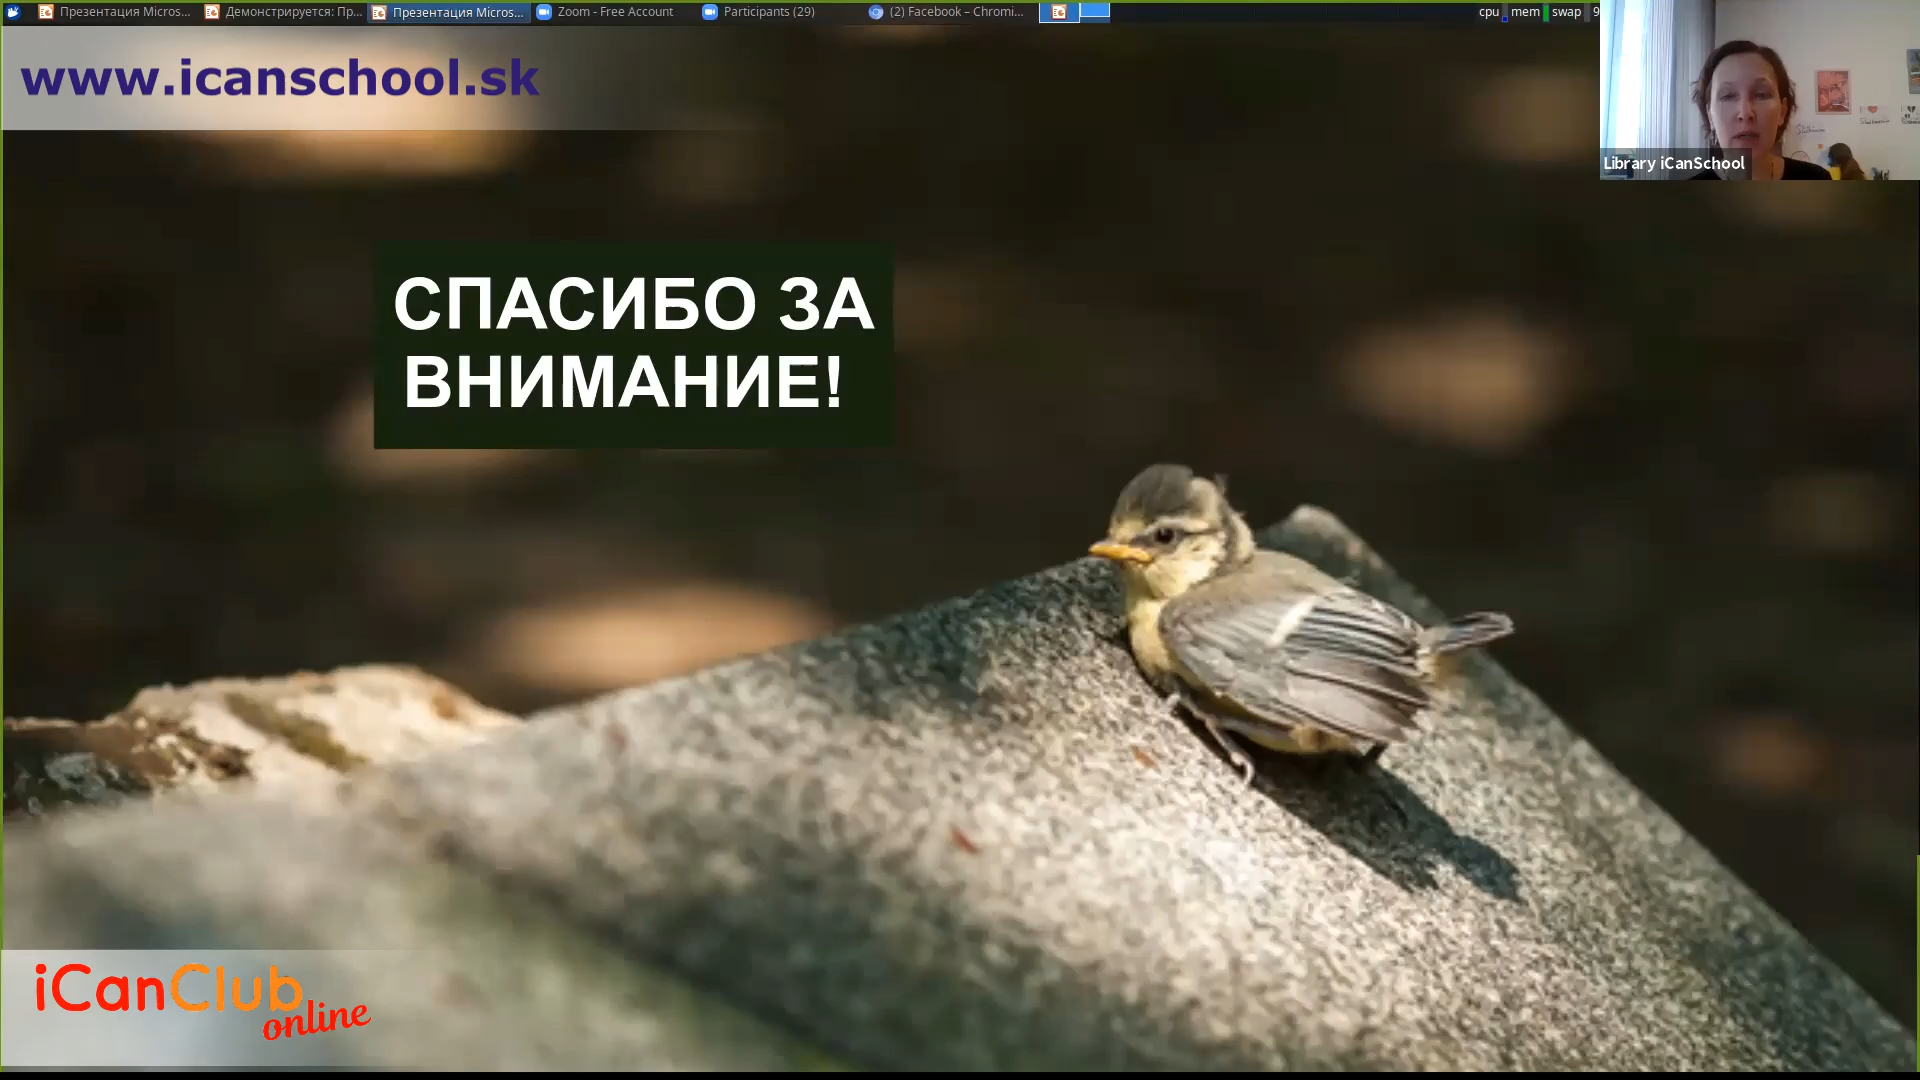 Презентация Micros...
Демонстрируется: Пр...
Презентация Micros...
Zoom - Free Account
Participants (29)
(2) Facebook – Chromi...
cpu
mem
swap
9
www.icanschool.sk
Library iCanSchool
СПАСИБО ЗА
ВНИМАНИЕ!
iCanClub
online